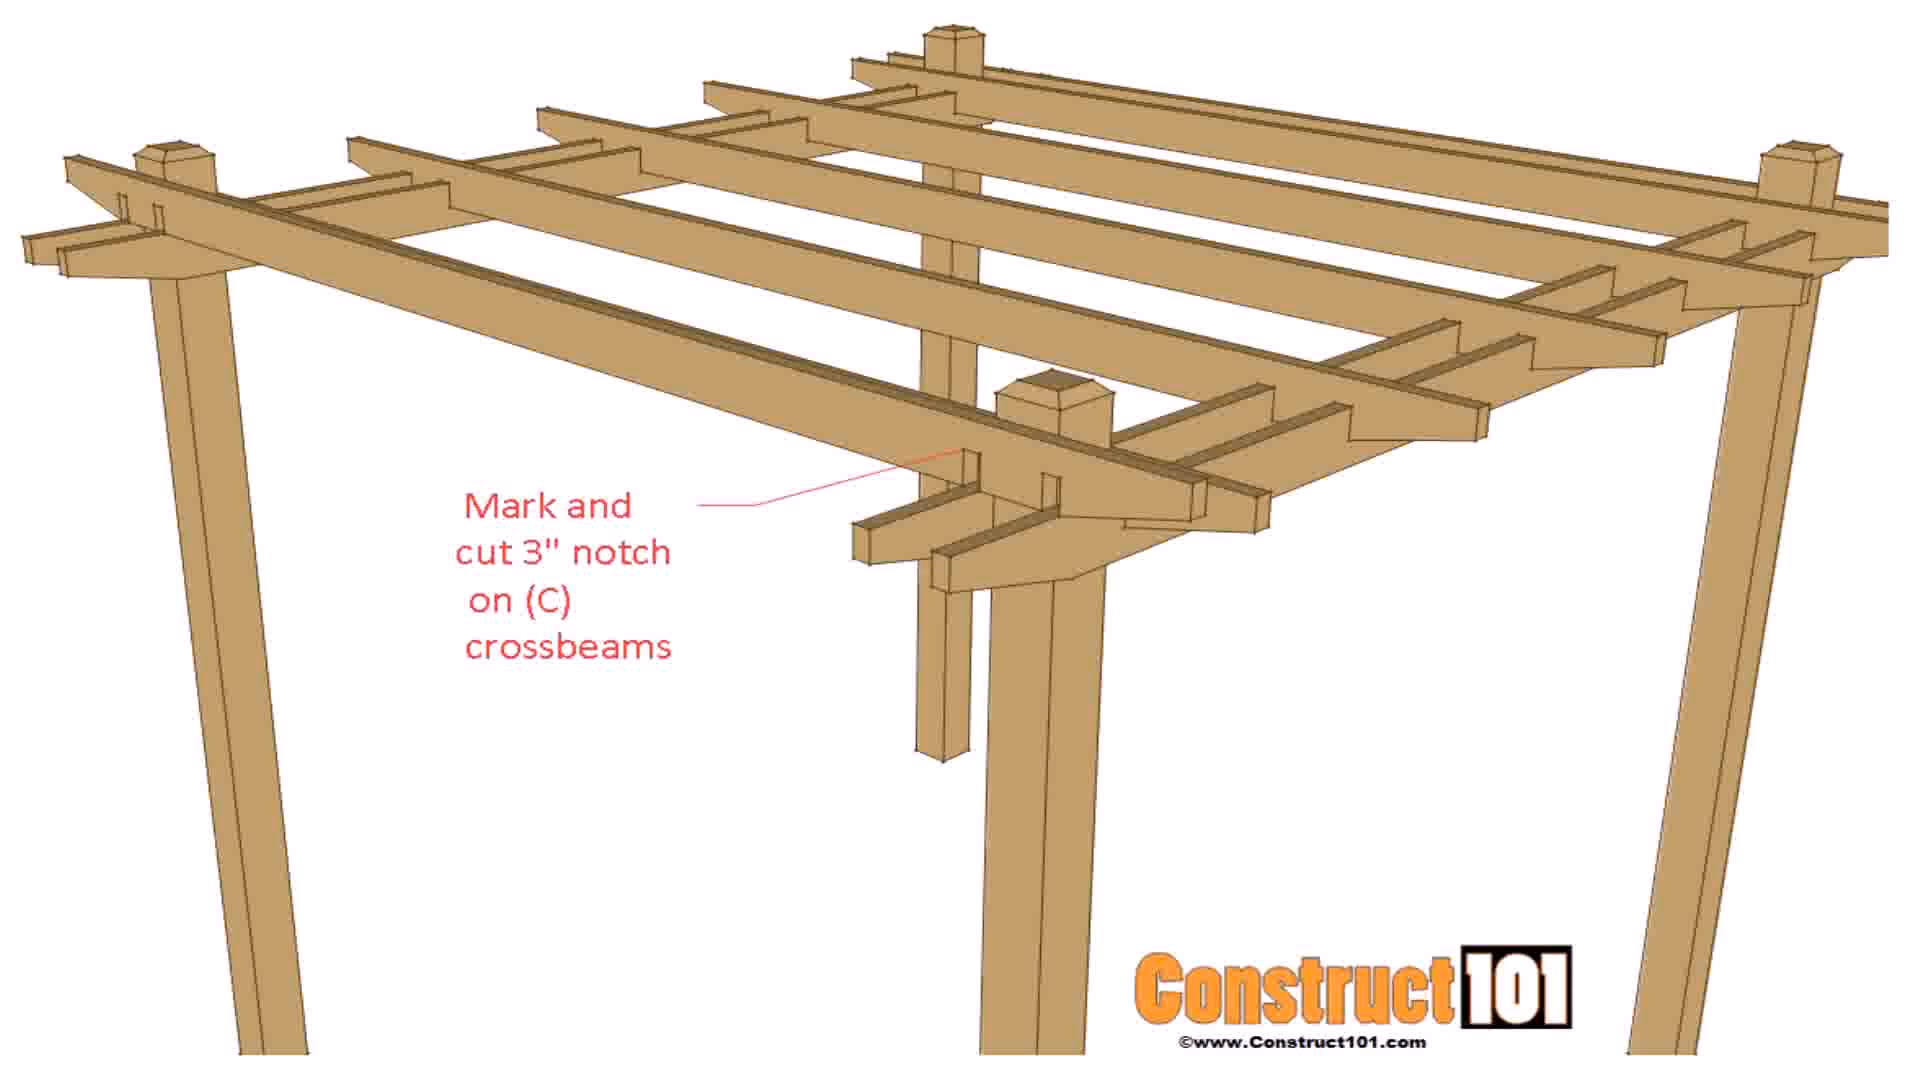 Mark and
cut 3" notch
on (C)
crossbeams
Construct101
©www.Construct101.com